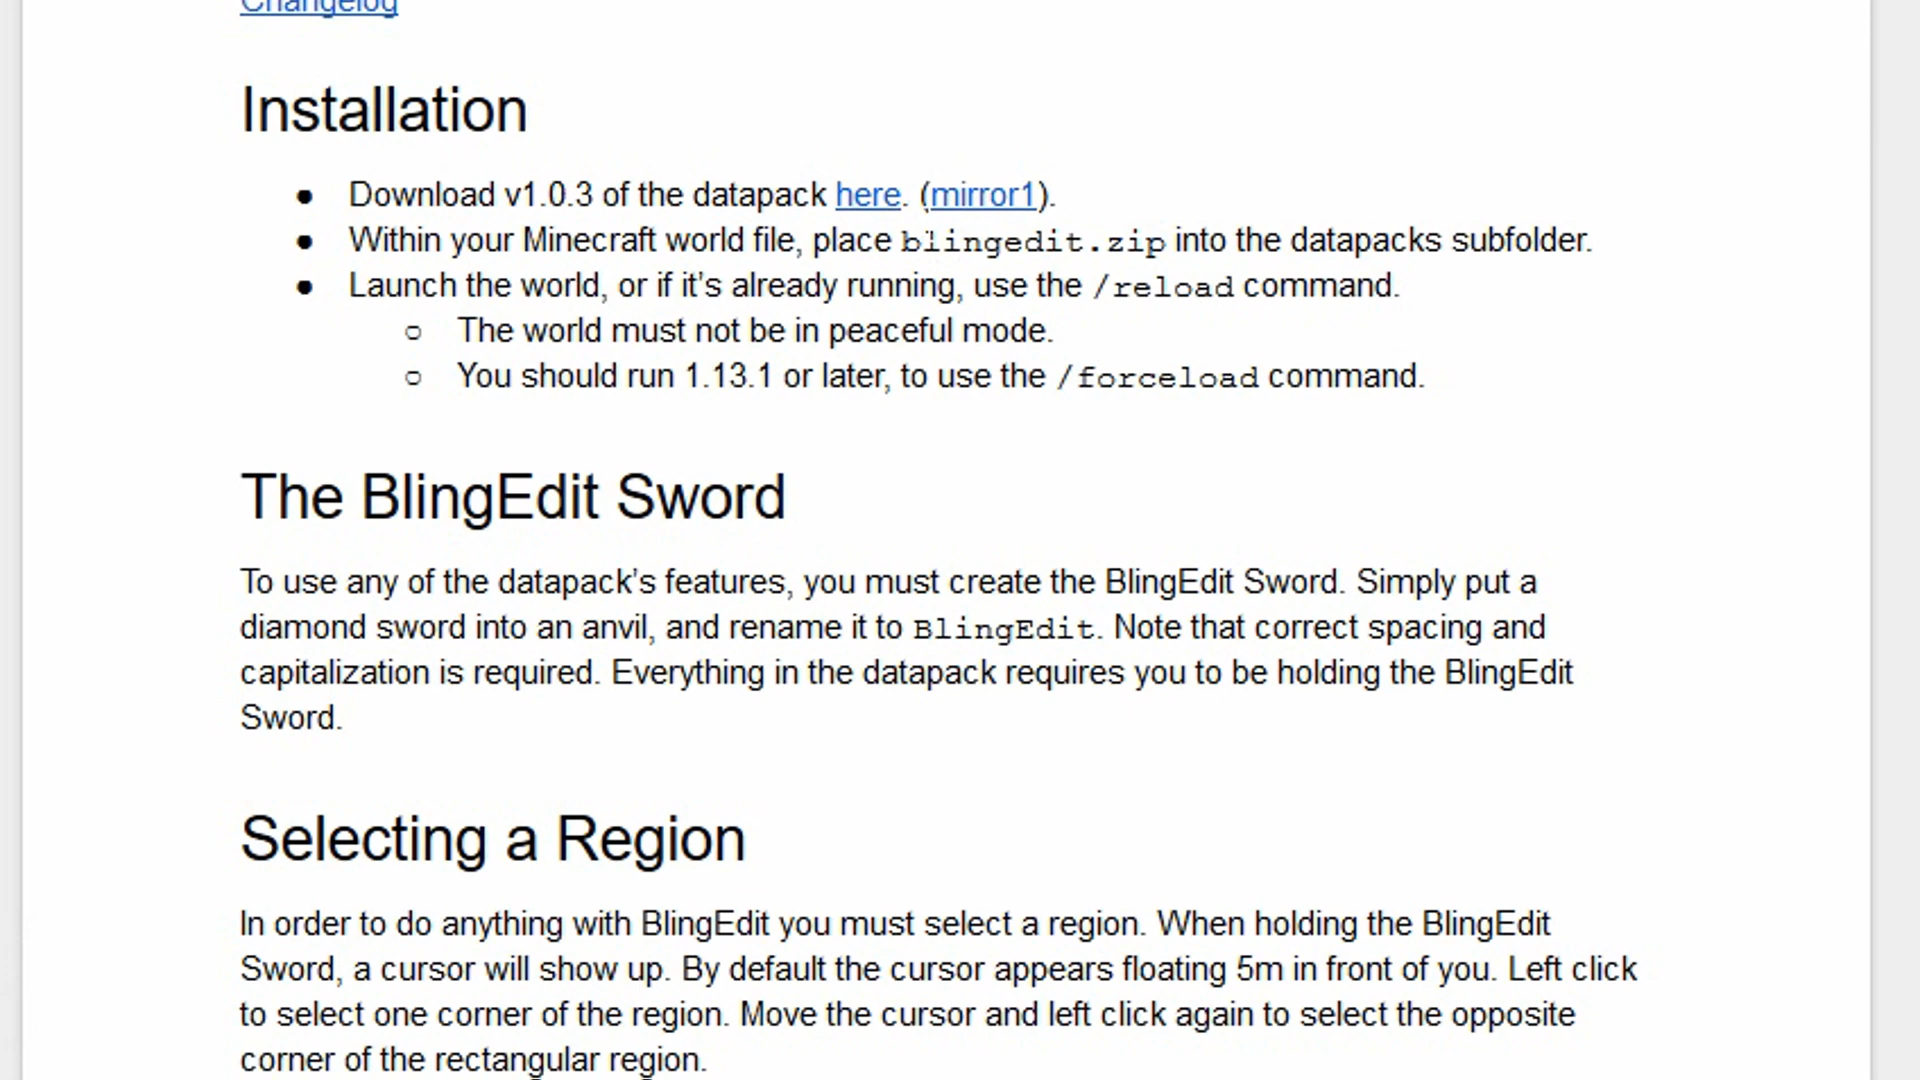 Changelog
Installation
● Download v1.0.3 of the datapack here. (mirror1).
● Within your Minecraft world file, place blingedit.zip into the datapacks subfolder.
● Launch the world, or if it’s already running, use the /reload command.
○ The world must not be in peaceful mode.
○ You should run 1.13.1 or later, to use the /forceload command.
The BlingEdit Sword
To use any of the datapack’s features, you must create the BlingEdit Sword. Simply put a
diamond sword into an anvil, and rename it to BlingEdit. Note that correct spacing and
capitalization is required. Everything in the datapack requires you to be holding the BlingEdit
Sword.
Selecting a Region
In order to do anything with BlingEdit you must select a region. When holding the BlingEdit
Sword, a cursor will show up. By default the cursor appears floating 5m in front of you. Left click
to select one corner of the region. Move the cursor and left click again to select the opposite
corner of the rectangular region.